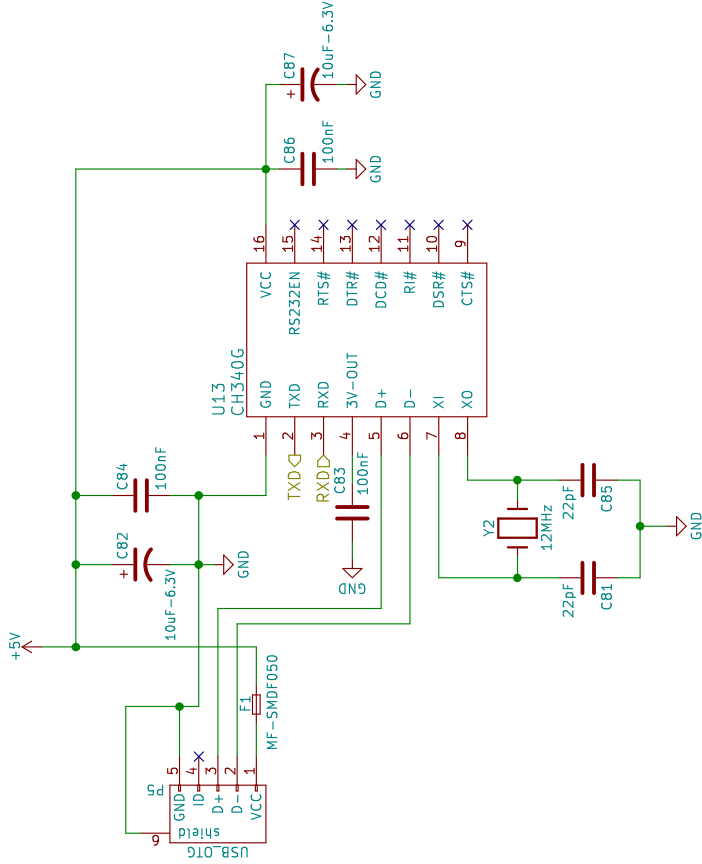 C87
10uF-6.3V
+
GND
C86
100nF
GND
16
15
14
13
12
11
10
9
VCC
RS232EN
RTS#
DTR#
DCD#
RI#
DSR#
CTS#
U13
CH340G
GND
TXD
RXD
3V-OUT
D+
D-
XI
XO
1
2
3
4
5
6
7
8
TXD
RXD
C84
100nF
C83
100nF
GND
C82
10uF-6.3V
+
GND
Y2
12MHz
22pF
C85
22pF
C81
GND
+5V
F1
MF-SMDF050
P5
5
4
3
2
1
GND
ID
D+
D-
VCC
shield
6
USB_OTG